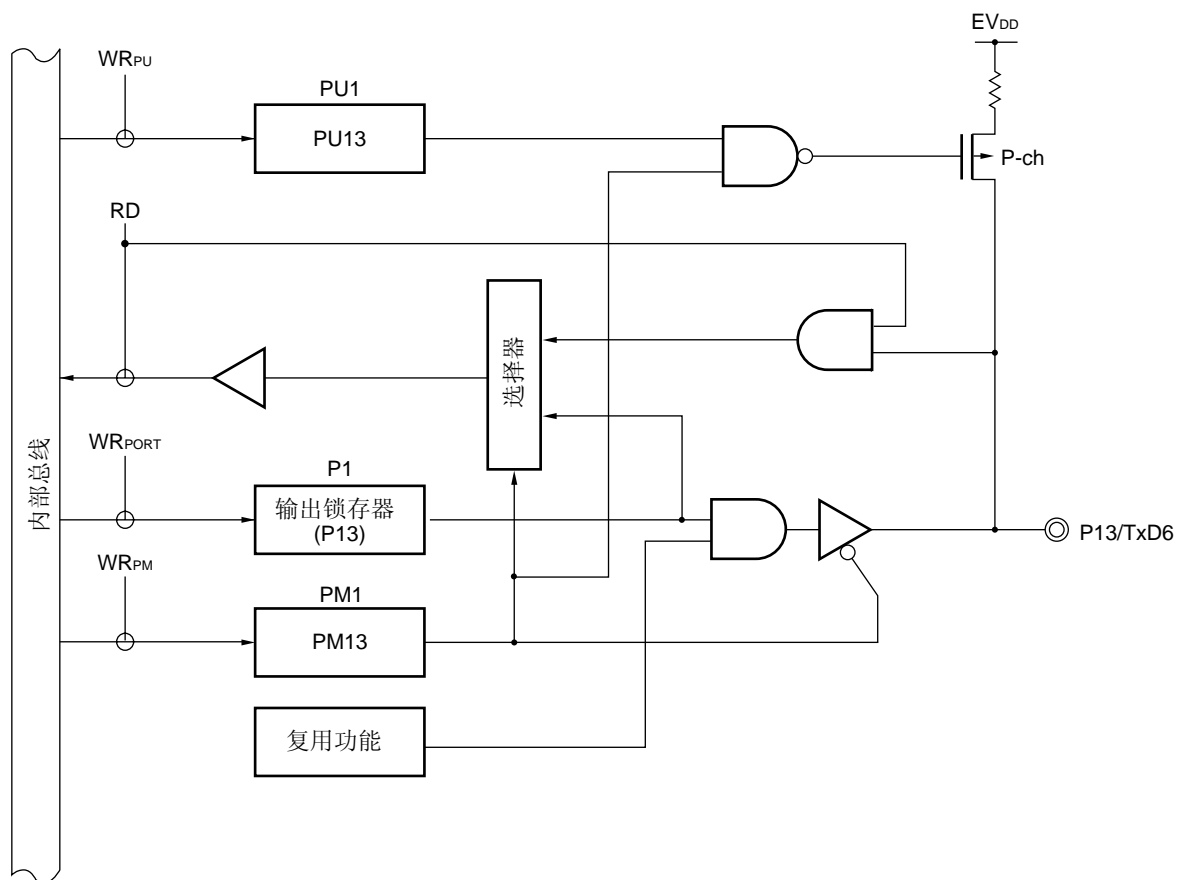 EVDD
WRPU
PU1
PU13
P-ch
RD
选择器
内部总线
WRPORT
P1
输出锁存器
(P13)
P13/TxD6
WRPM
PM1
PM13
复用功能